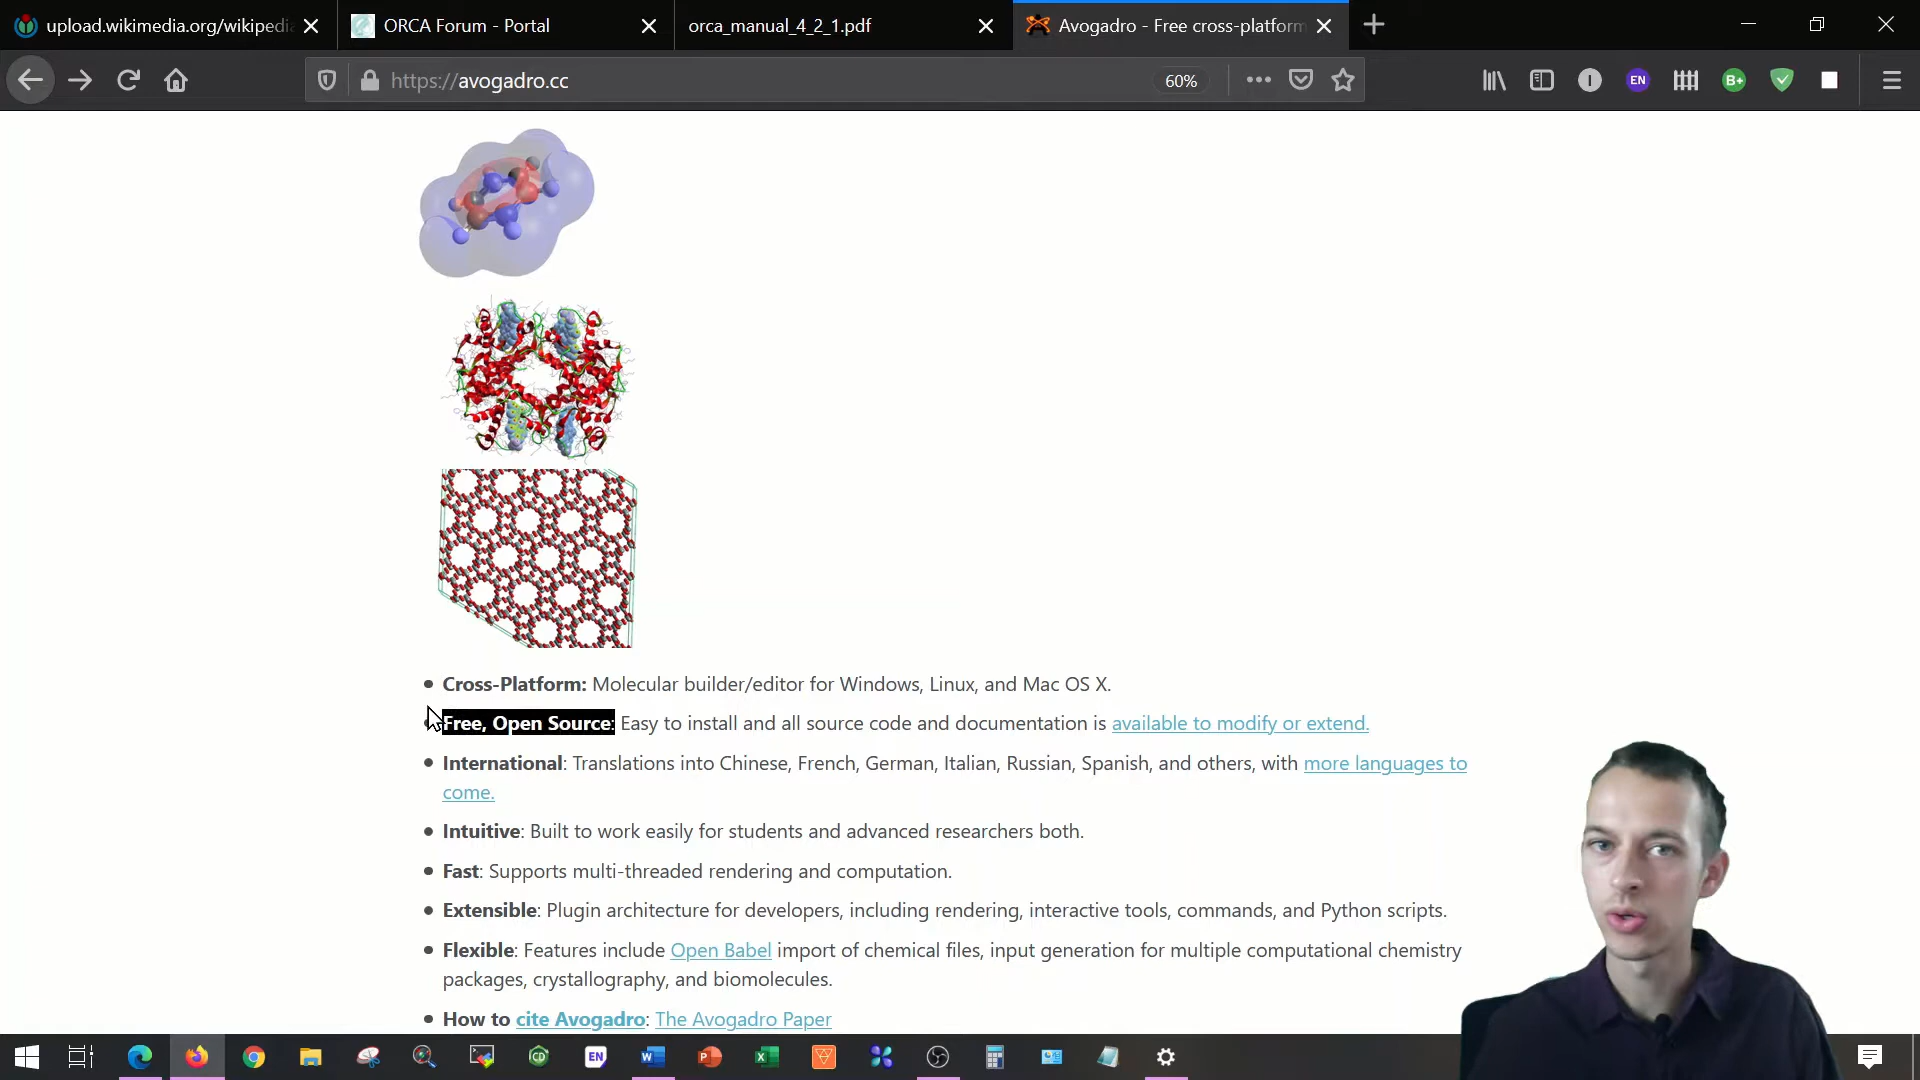 upload.wikimedia.org/wikipedi
ORCA Forum - Portal
orca_manual_4_2_1.pdf
Avogadro - Free cross-platform
https://avogadro.cc
60%
EN
B+
Cross-Platform: Molecular builder/editor for Windows, Linux, and Mac OS X.
Free, Open Source: Easy to install and all source code and documentation is available to modify or extend.
International: Translations into Chinese, French, German, Italian, Russian, Spanish, and others, with more languages to
come.
Intuitive: Built to work easily for students and advanced researchers both.
Fast: Supports multi-threaded rendering and computation.
Extensible: Plugin architecture for developers, including rendering, interactive tools, commands, and Python scripts.
Flexible: Features include Open Babel import of chemical files, input generation for multiple computational chemistry
packages, crystallography, and biomolecules.
How to cite Avogadro: The Avogadro Paper
CD
EN